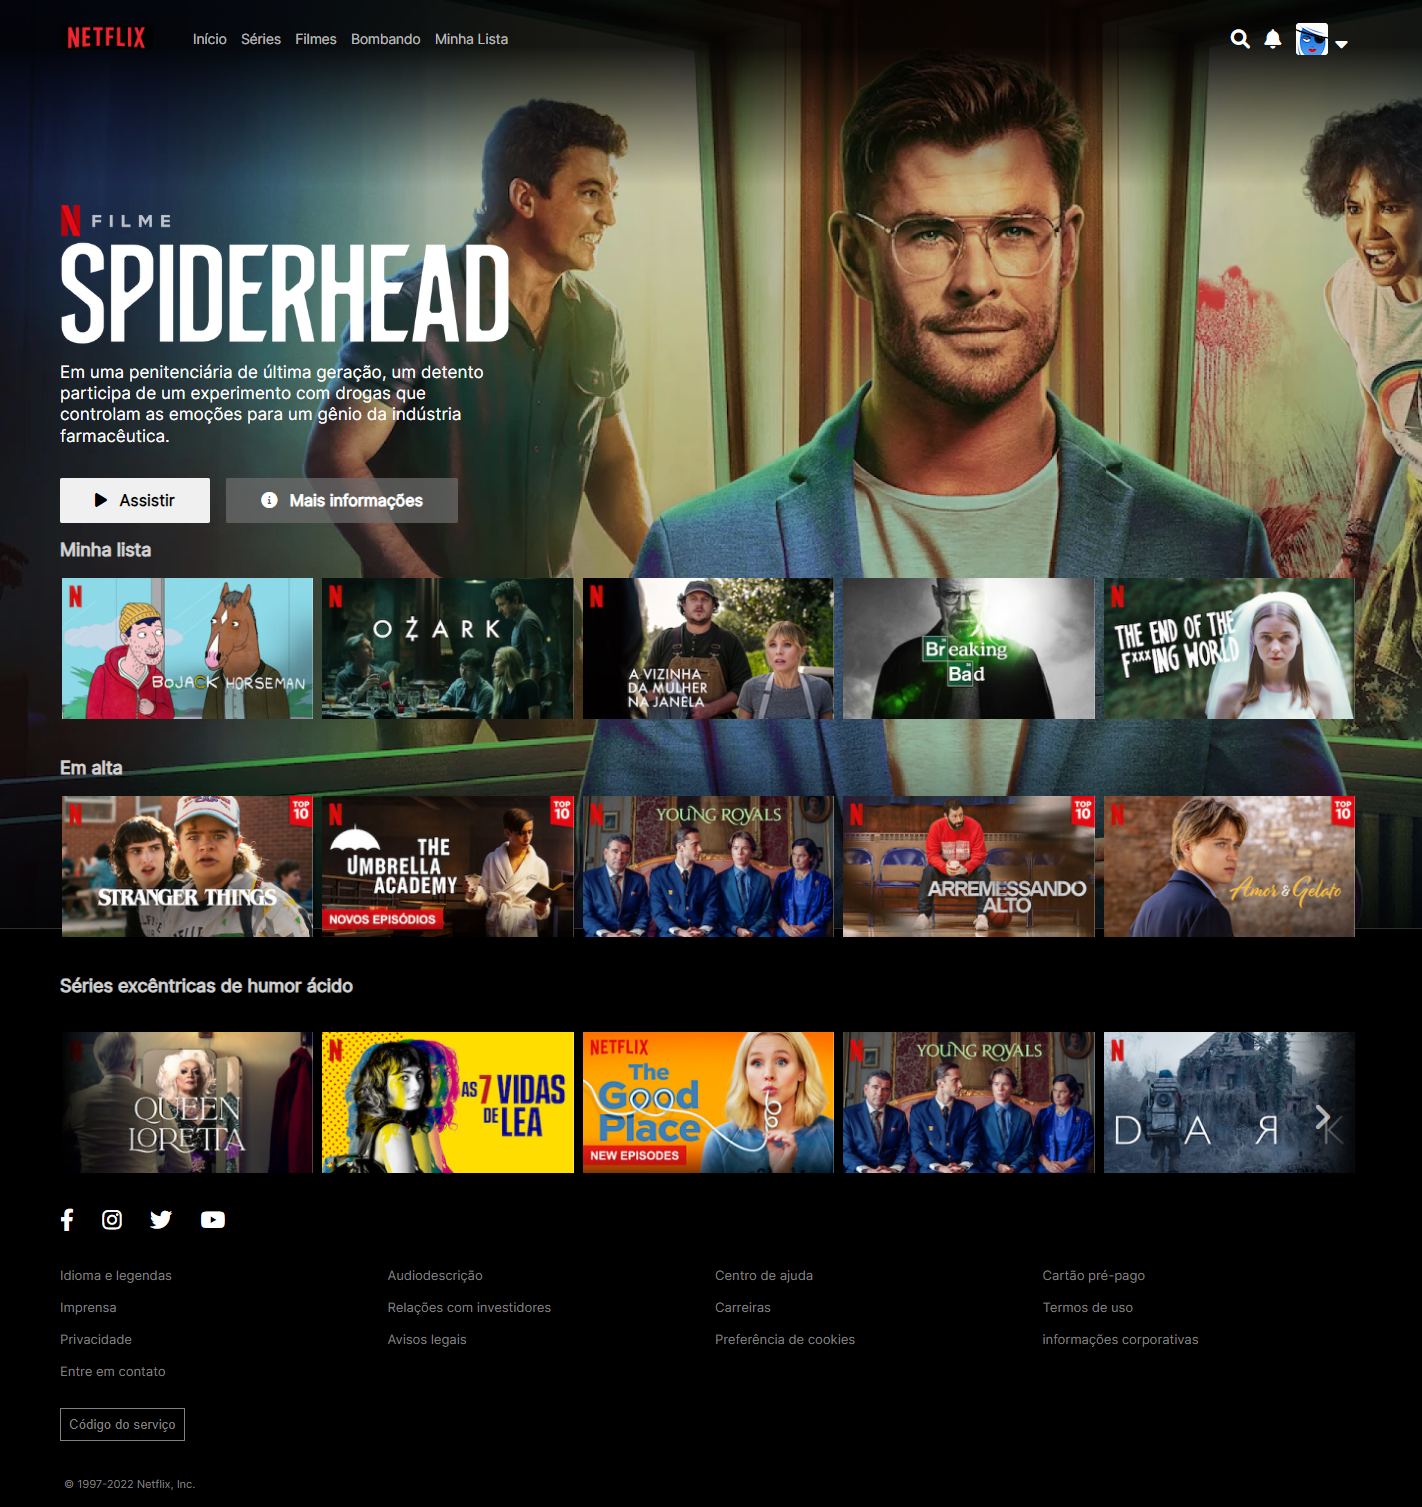 NETFLIX
Início Séries Filmes Bombando Minha Lista
N FILME
SPIDERHEAD
Em uma penitenciária de última geração, um detento
participa de um experimento com drogas que
controlam as emoções para um gênio da indústria
farmacêutica.
Assistir
Mais informações
Minha lista
N
BOJACK HORSEMAN
N
OZARK
N
A VIZINHA
DA MULHER
NA JANELA
Breaking
Bad
N
THE END OF THE
F***ING WORLD
Em alta
N
TOP
10
STRANGER THINGS
N
TOP
10
THE
UMBRELLA
ACADEMY
NOVOS EPISÓDIOS
N
YOUNG ROYALS
N
TOP
10
ARREMESSANDO
ALTO
N
TOP
10
Amor & Gelato
Séries excêntricas de humor ácido
N
QUEEN
LORETTA
N
AS 7 VIDAS
DE LEA
NETFLIX
The
Good
Place
NEW EPISODES
N
YOUNG ROYALS
N
DARK
Idioma e legendas
Audiodescrição
Centro de ajuda
Cartão pré-pago
Imprensa
Relações com investidores
Carreiras
Termos de uso
Privacidade
Avisos legais
Preferência de cookies
informações corporativas
Entre em contato
Código do serviço
© 1997-2022 Netflix, Inc.